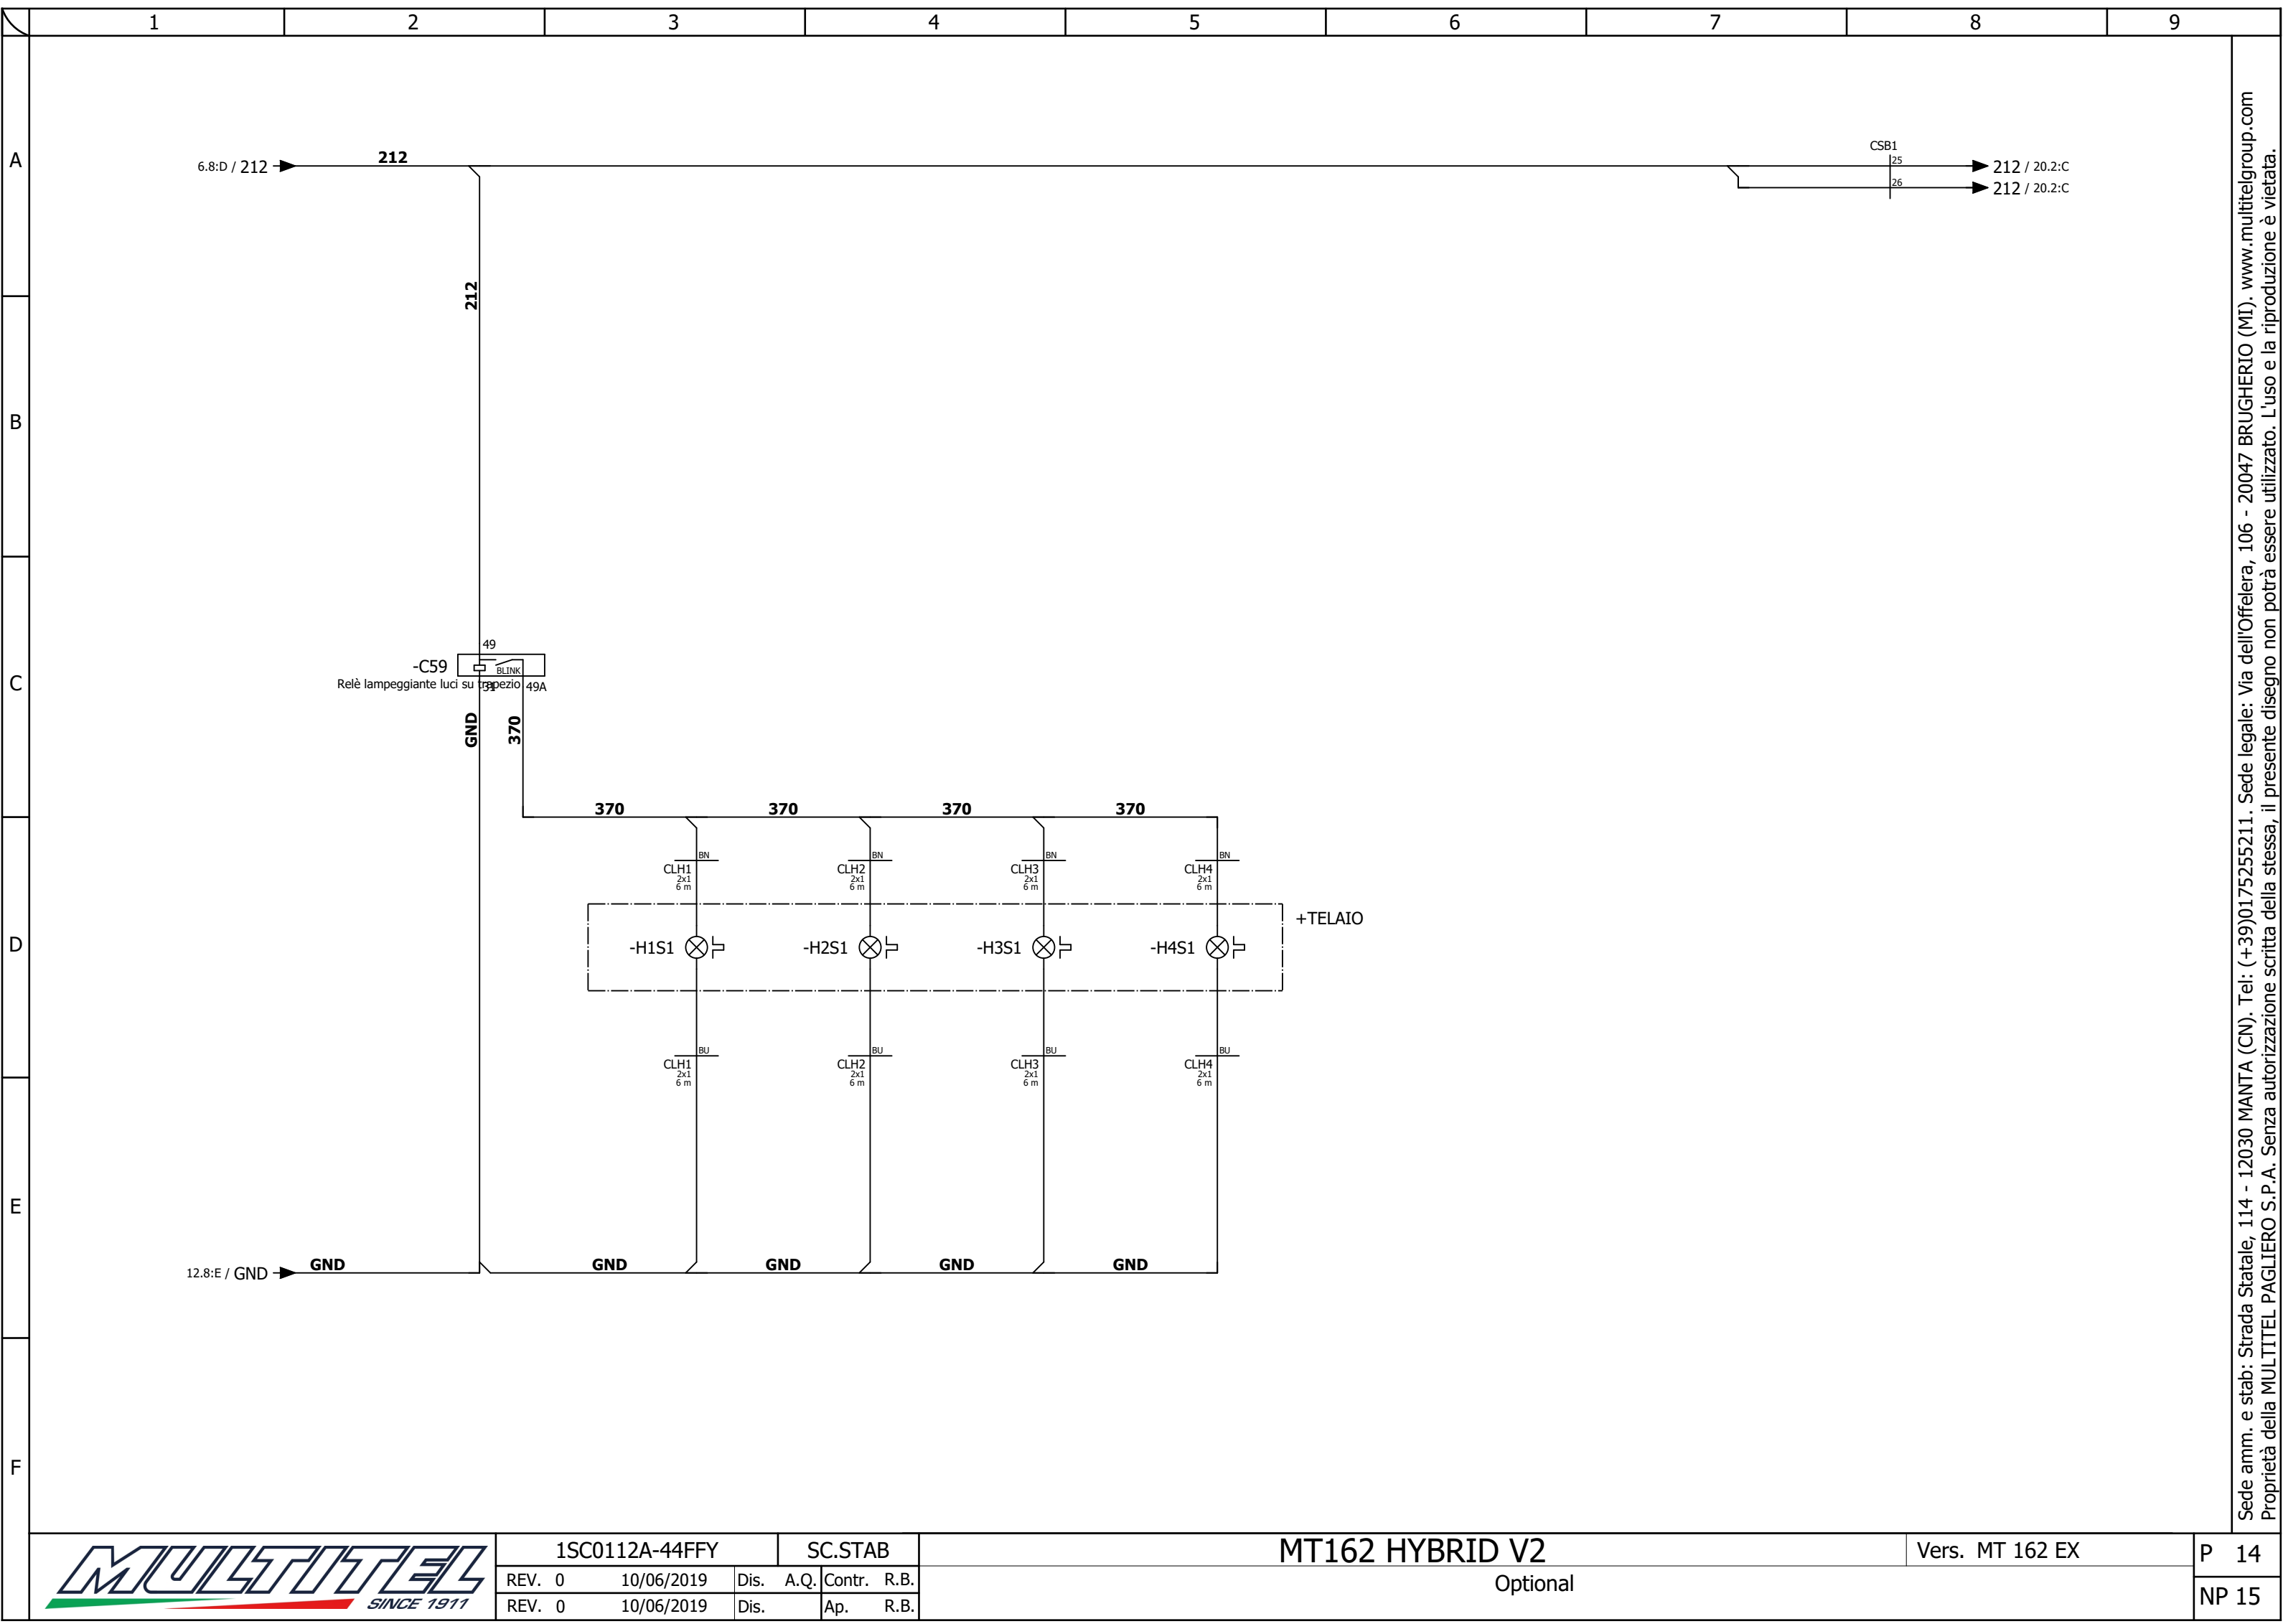 1 2 3 4 5 6 7 8 9
A
6.8:D / 212
212
CSB1
25
212 / 20.2:C
26
212 / 20.2:C
212
B
C
49
-C59
BLINK
Relè lampeggiante luci su trapezio
31
49A
GND
370
370 370 370 370
BN BN BN BN
CLH1 CLH2 CLH3 CLH4
2x1 2x1 2x1 2x1
6 m 6 m 6 m 6 m
+TELAIO
D
-H1S1 -H2S1 -H3S1 -H4S1
BU BU BU BU
CLH1 CLH2 CLH3 CLH4
2x1 2x1 2x1 2x1
6 m 6 m 6 m 6 m
E
12.8:E / GND
GND GND GND GND GND
F
Sede amm. e stab: Strada Statale, 114 - 12030 MANTA (CN). Tel: (+39)0175255211. Sede legale: Via dell'Offelera, 106 - 20047 BRUGHERIO (MI). www.multitelgroup.com
Proprietà della MULTITEL PAGLIERO S.P.A. Senza autorizzazione scritta della stessa, il presente disegno non potrà essere utilizzato. L'uso e la riproduzione è vietata.
MULTITEL
SINCE 1911
1SC0112A-44FFY SC.STAB
REV. 0 10/06/2019 Dis. A.Q. Contr. R.B.
REV. 0 10/06/2019 Dis. Ap. R.B.
MT162 HYBRID V2
Optional
Vers. MT 162 EX
P 14
NP 15